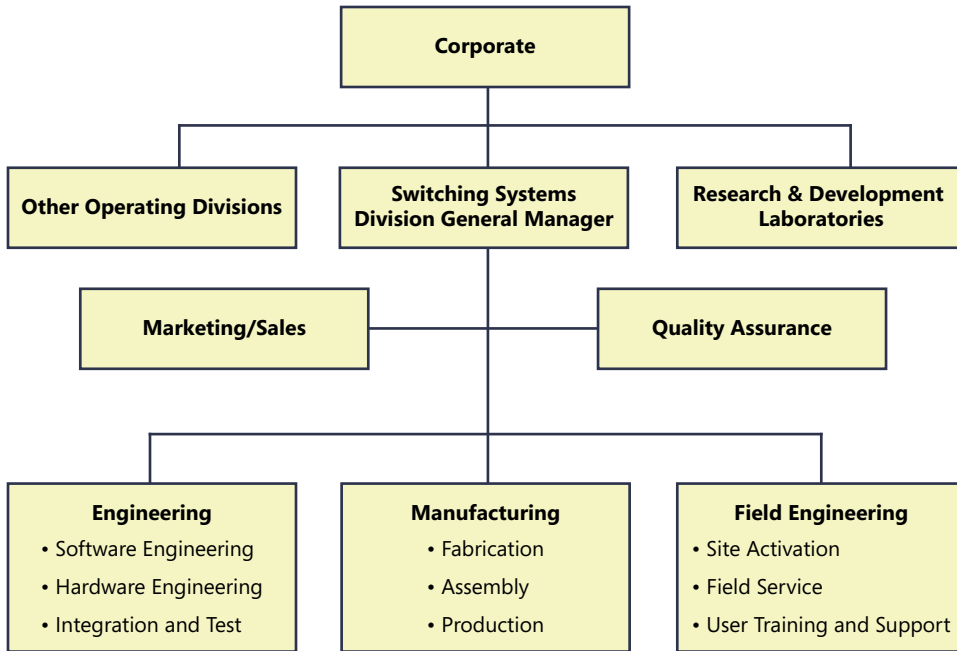 Corporate
Other Operating Divisions
Switching Systems
Division General Manager
Research & Development
Laboratories
Marketing/Sales
Quality Assurance
Engineering
• Software Engineering
• Hardware Engineering
• Integration and Test
Manufacturing
• Fabrication
• Assembly
• Production
Field Engineering
• Site Activation
• Field Service
• User Training and Support